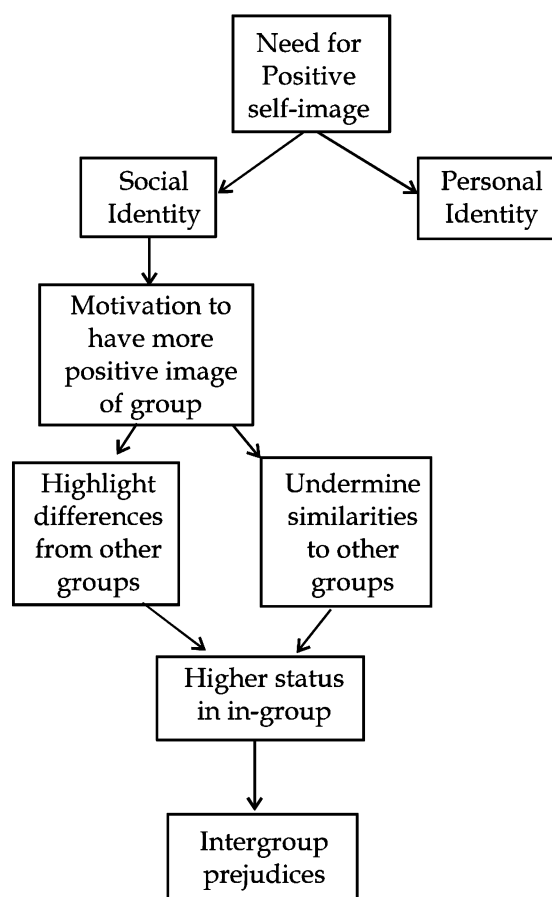 Need for
Positive
self-image
Social
Identity
Personal
Identity
Motivation to
have more
positive image
of group
Highlight
differences
from other
groups
Undermine
similarities
to other
groups
Higher status
in in-group
Intergroup
prejudices